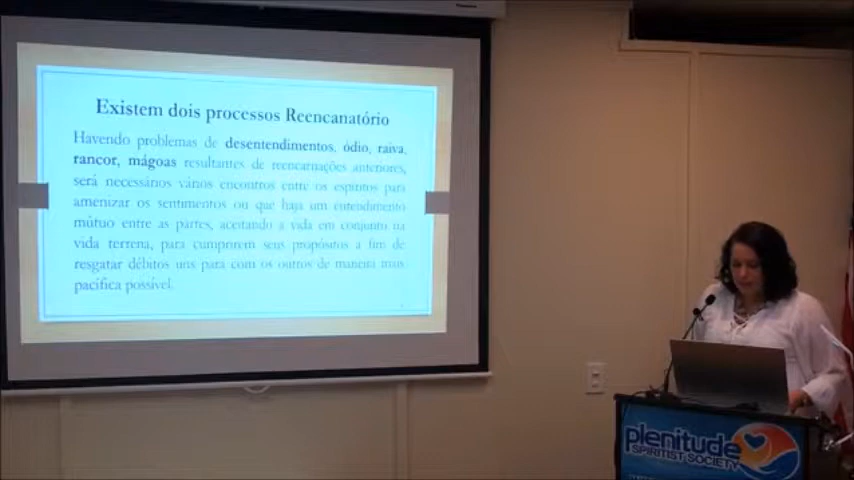 Existem dois processos Reencanatório
Havendo problemas de desentendimentos, ódio, raiva,
rancor, mágoas resultantes de reencarnações anteriores,
será necessários vários encontros entre os espíritos para
amenizar os sentimentos ou que haja um entendimento
mútuo entre as partes, aceitando a vida em conjunto na
vida terrena, para cumporem seus propósitos a fim de
resgatar débitos uns para com os outros de maneira mais
pacífica possível.
plenitude
SPIRITIST SOCIETY